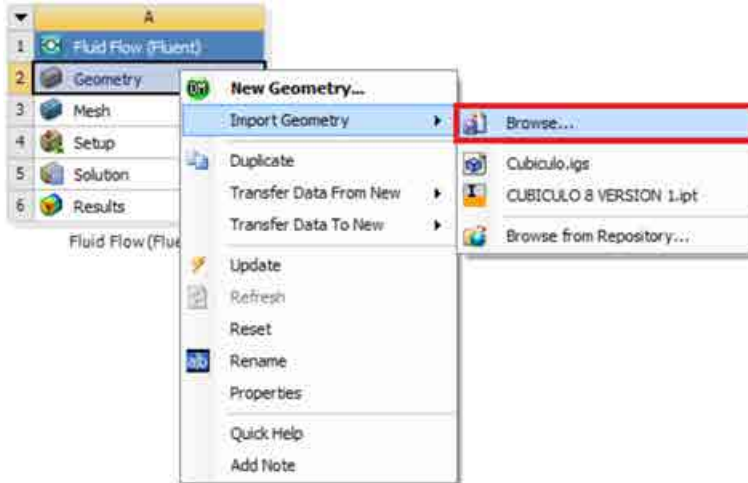 A
1 Fluid Flow (Fluent)
2 Geometry
3 Mesh
4 Setup
5 Solution
6 Results
Fluid Flow (Flue
DM New Geometry...
Import Geometry
Duplicate
Transfer Data From New
Transfer Data To New
Update
Refresh
Reset
ab Rename
Properties
Quick Help
Add Note
Browse...
Cubiculo.igs
CUBICULO 8 VERSION 1.ipt
Browse from Repository...